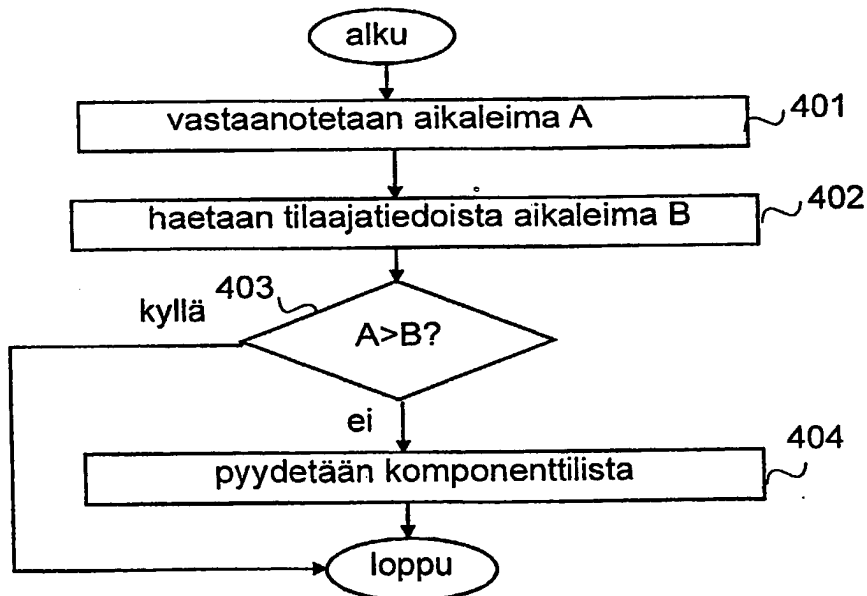 alku
vastaanotetaan aikaleima A
401
haetaan tilaajatiedoista aikaleima B
402
403
kyllä
A>B?
ei
404
pyydetään komponenttilista
loppu